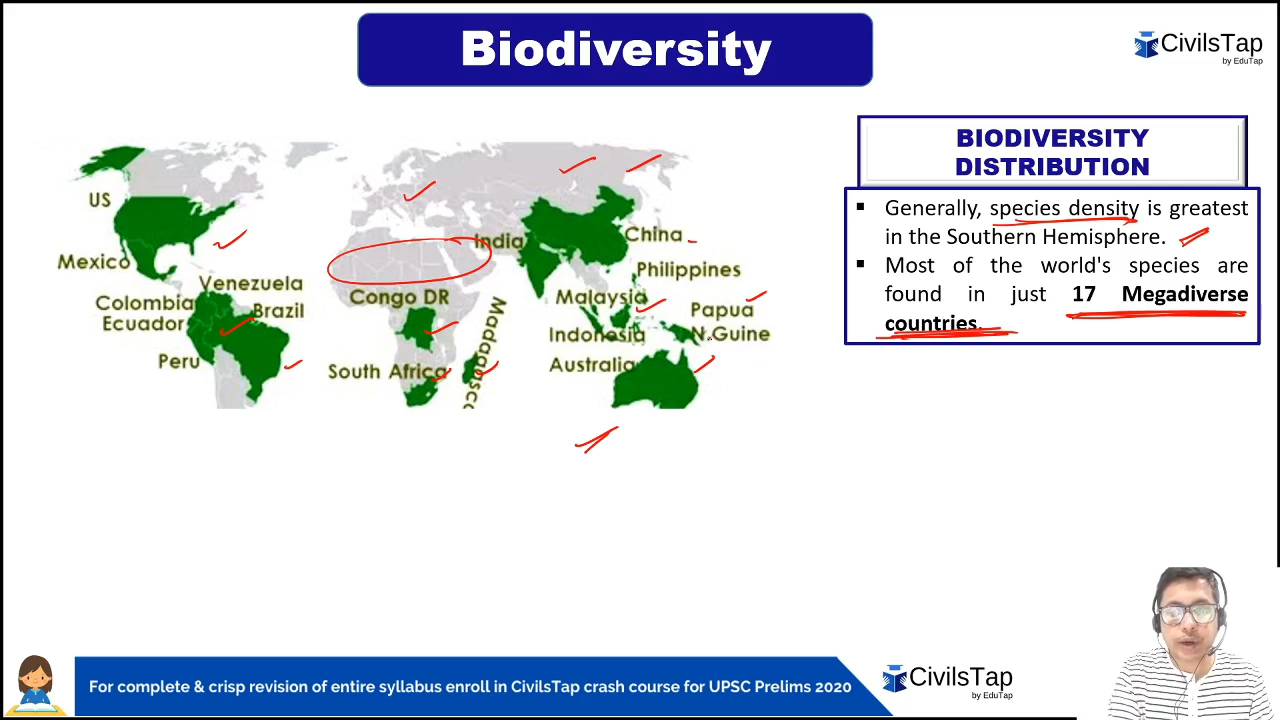 Biodiversity
CivilsTap
by EduTap
BIODIVERSITY
DISTRIBUTION
▪ Generally, species density is greatest
in the Southern Hemisphere.
▪ Most of the world's species are
found in just 17 Megadiverse
countries.
US
Mexico
Venezuela
Colombia
Brazil
Ecuador
Peru
Congo DR
South Africa
Madagasc
India
China
Philippines
Malaysia
Papua
N.Guine
Indonesia
Australia
For complete & crisp revision of entire syllabus enroll in CivilsTap crash course for UPSC Prelims 2020
CivilsTap
by EduTap